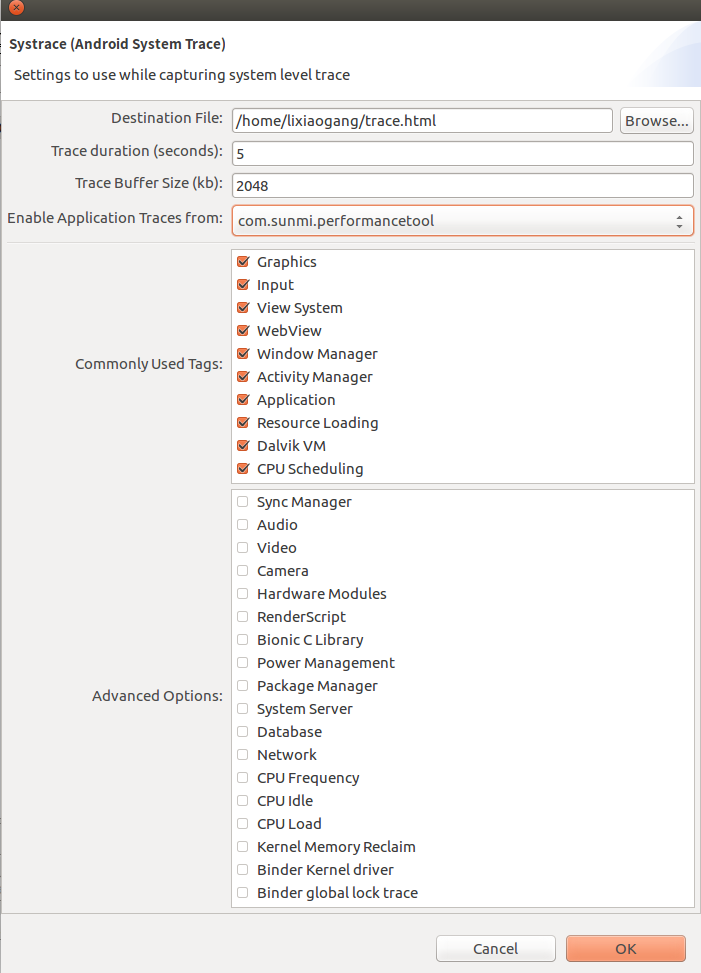 Systrace (Android System Trace)
Settings to use while capturing system level trace
Destination File: /home/lixiaogang/trace.html Browse...
Trace duration (seconds): 5
Trace Buffer Size (kb): 2048
Enable Application Traces from: com.sunmi.performancetool
Commonly Used Tags:
Graphics
Input
View System
WebView
Window Manager
Activity Manager
Application
Resource Loading
Dalvik VM
CPU Scheduling
Advanced Options:
Sync Manager
Audio
Video
Camera
Hardware Modules
RenderScript
Bionic C Library
Power Management
Package Manager
System Server
Database
Network
CPU Frequency
CPU Idle
CPU Load
Kernel Memory Reclaim
Binder Kernel driver
Binder global lock trace
Cancel OK